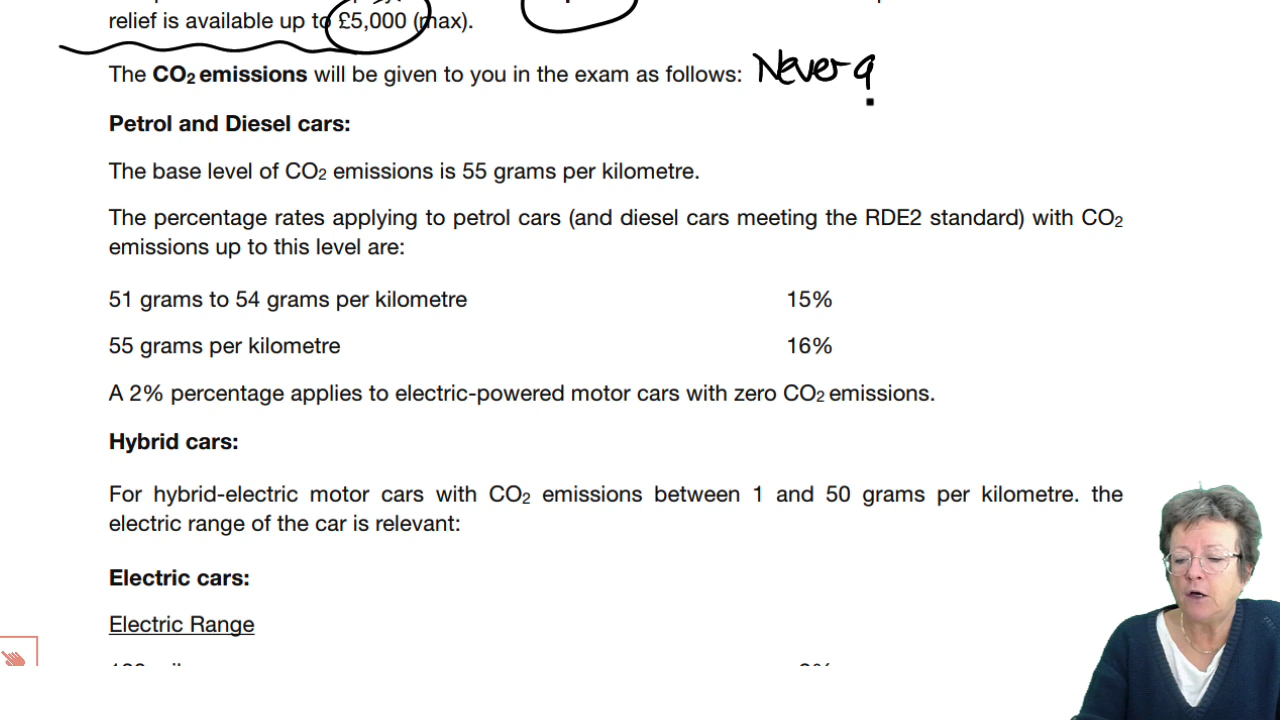 relief is available up to £5,000 (max).
The CO₂ emissions will be given to you in the exam as follows: Never
Petrol and Diesel cars:
The base level of CO₂ emissions is 55 grams per kilometre.
The percentage rates applying to petrol cars (and diesel cars meeting the RDE2 standard) with CO₂
emissions up to this level are:
51 grams to 54 grams per kilometre 15%
55 grams per kilometre 16%
A 2% percentage applies to electric-powered motor cars with zero CO₂ emissions.
Hybrid cars:
For hybrid-electric motor cars with CO₂ emissions between 1 and 50 grams per kilometre. the
electric range of the car is relevant:
Electric cars:
Electric Range